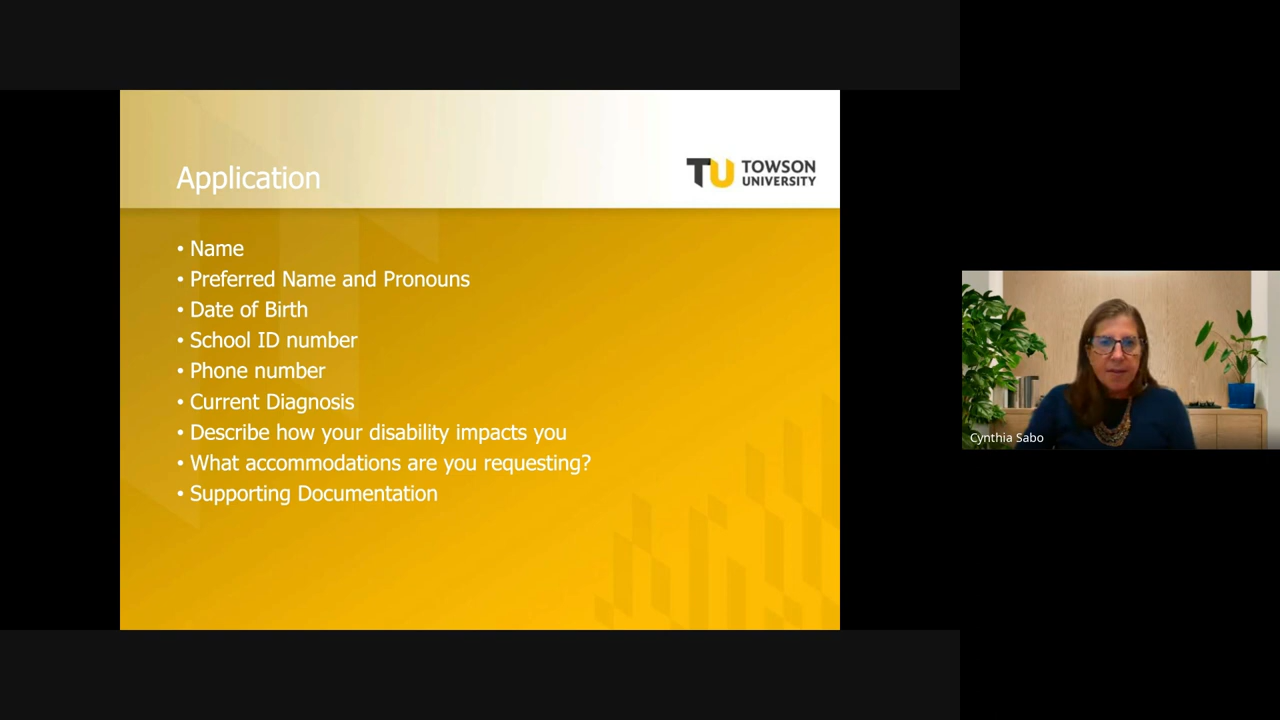 Application
TU TOWSON
UNIVERSITY
• Name
• Preferred Name and Pronouns
• Date of Birth
• School ID number
• Phone number
• Current Diagnosis
• Describe how your disability impacts you
• What accommodations are you requesting?
• Supporting Documentation
Cynthia Sabo